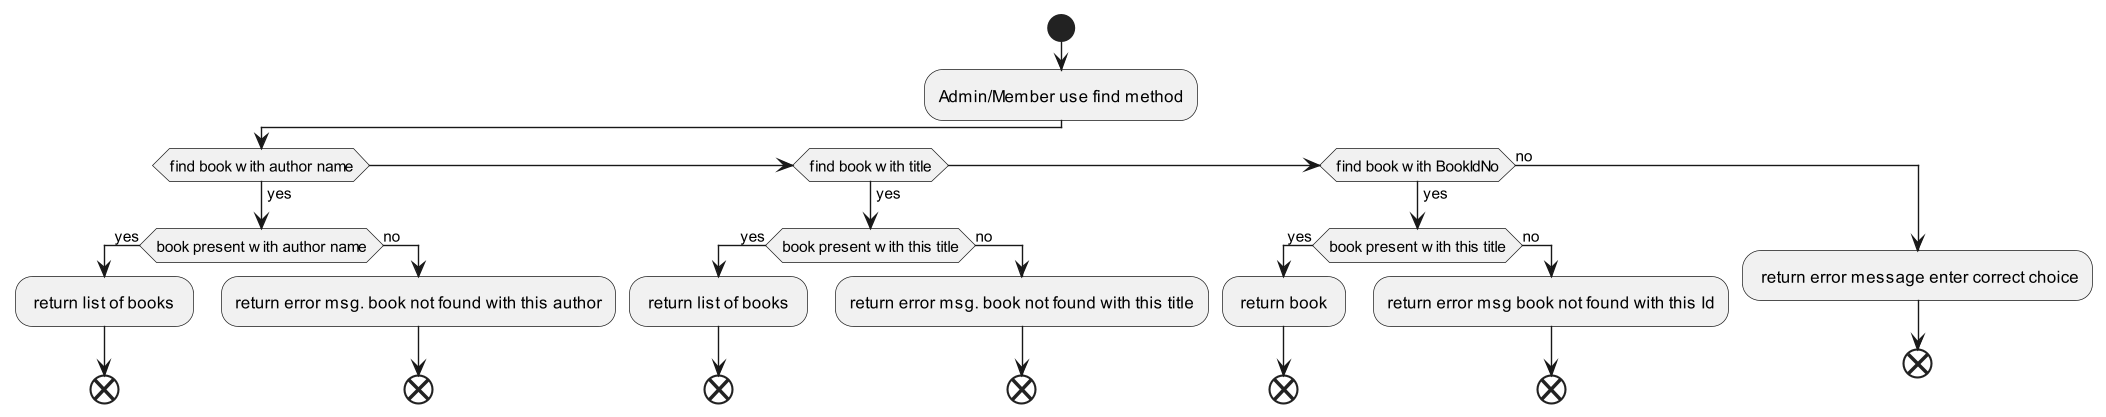 Admin/Member use find method
find book with author name
find book with title
find book with BookIdNo
no
yes
yes
yes
yes
book present with author name
no
yes
book present with this title
no
yes
book present with this title
no
return list of books
return error msg. book not found with this author
return list of books
return error msg. book not found with this title
return book
return error msg book not found with this Id
return error message enter correct choice